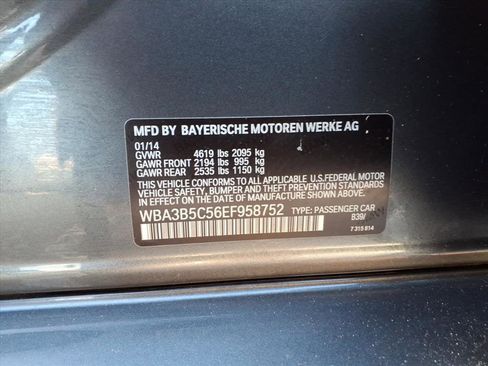 MFD BY BAYERISCHE MOTOREN WERKE AG
01/14
GVWR 4619 lbs 2095 kg
GAWR FRONT 2194 lbs 995 kg
GAWR REAR 2535 lbs 1150 kg
THIS VEHICLE CONFORMS TO ALL APPLICABLE U.S.FEDERAL MOTOR
VEHICLE SAFETY, BUMPER AND THEFT PREVENTION STANDARDS
IN EFFECT ON THE DATE OF MANUFACTURE SHOWN ABOVE.
WBA3B5C56EF958752 TYPE: PASSENGER CAR
B39/
7 315 814